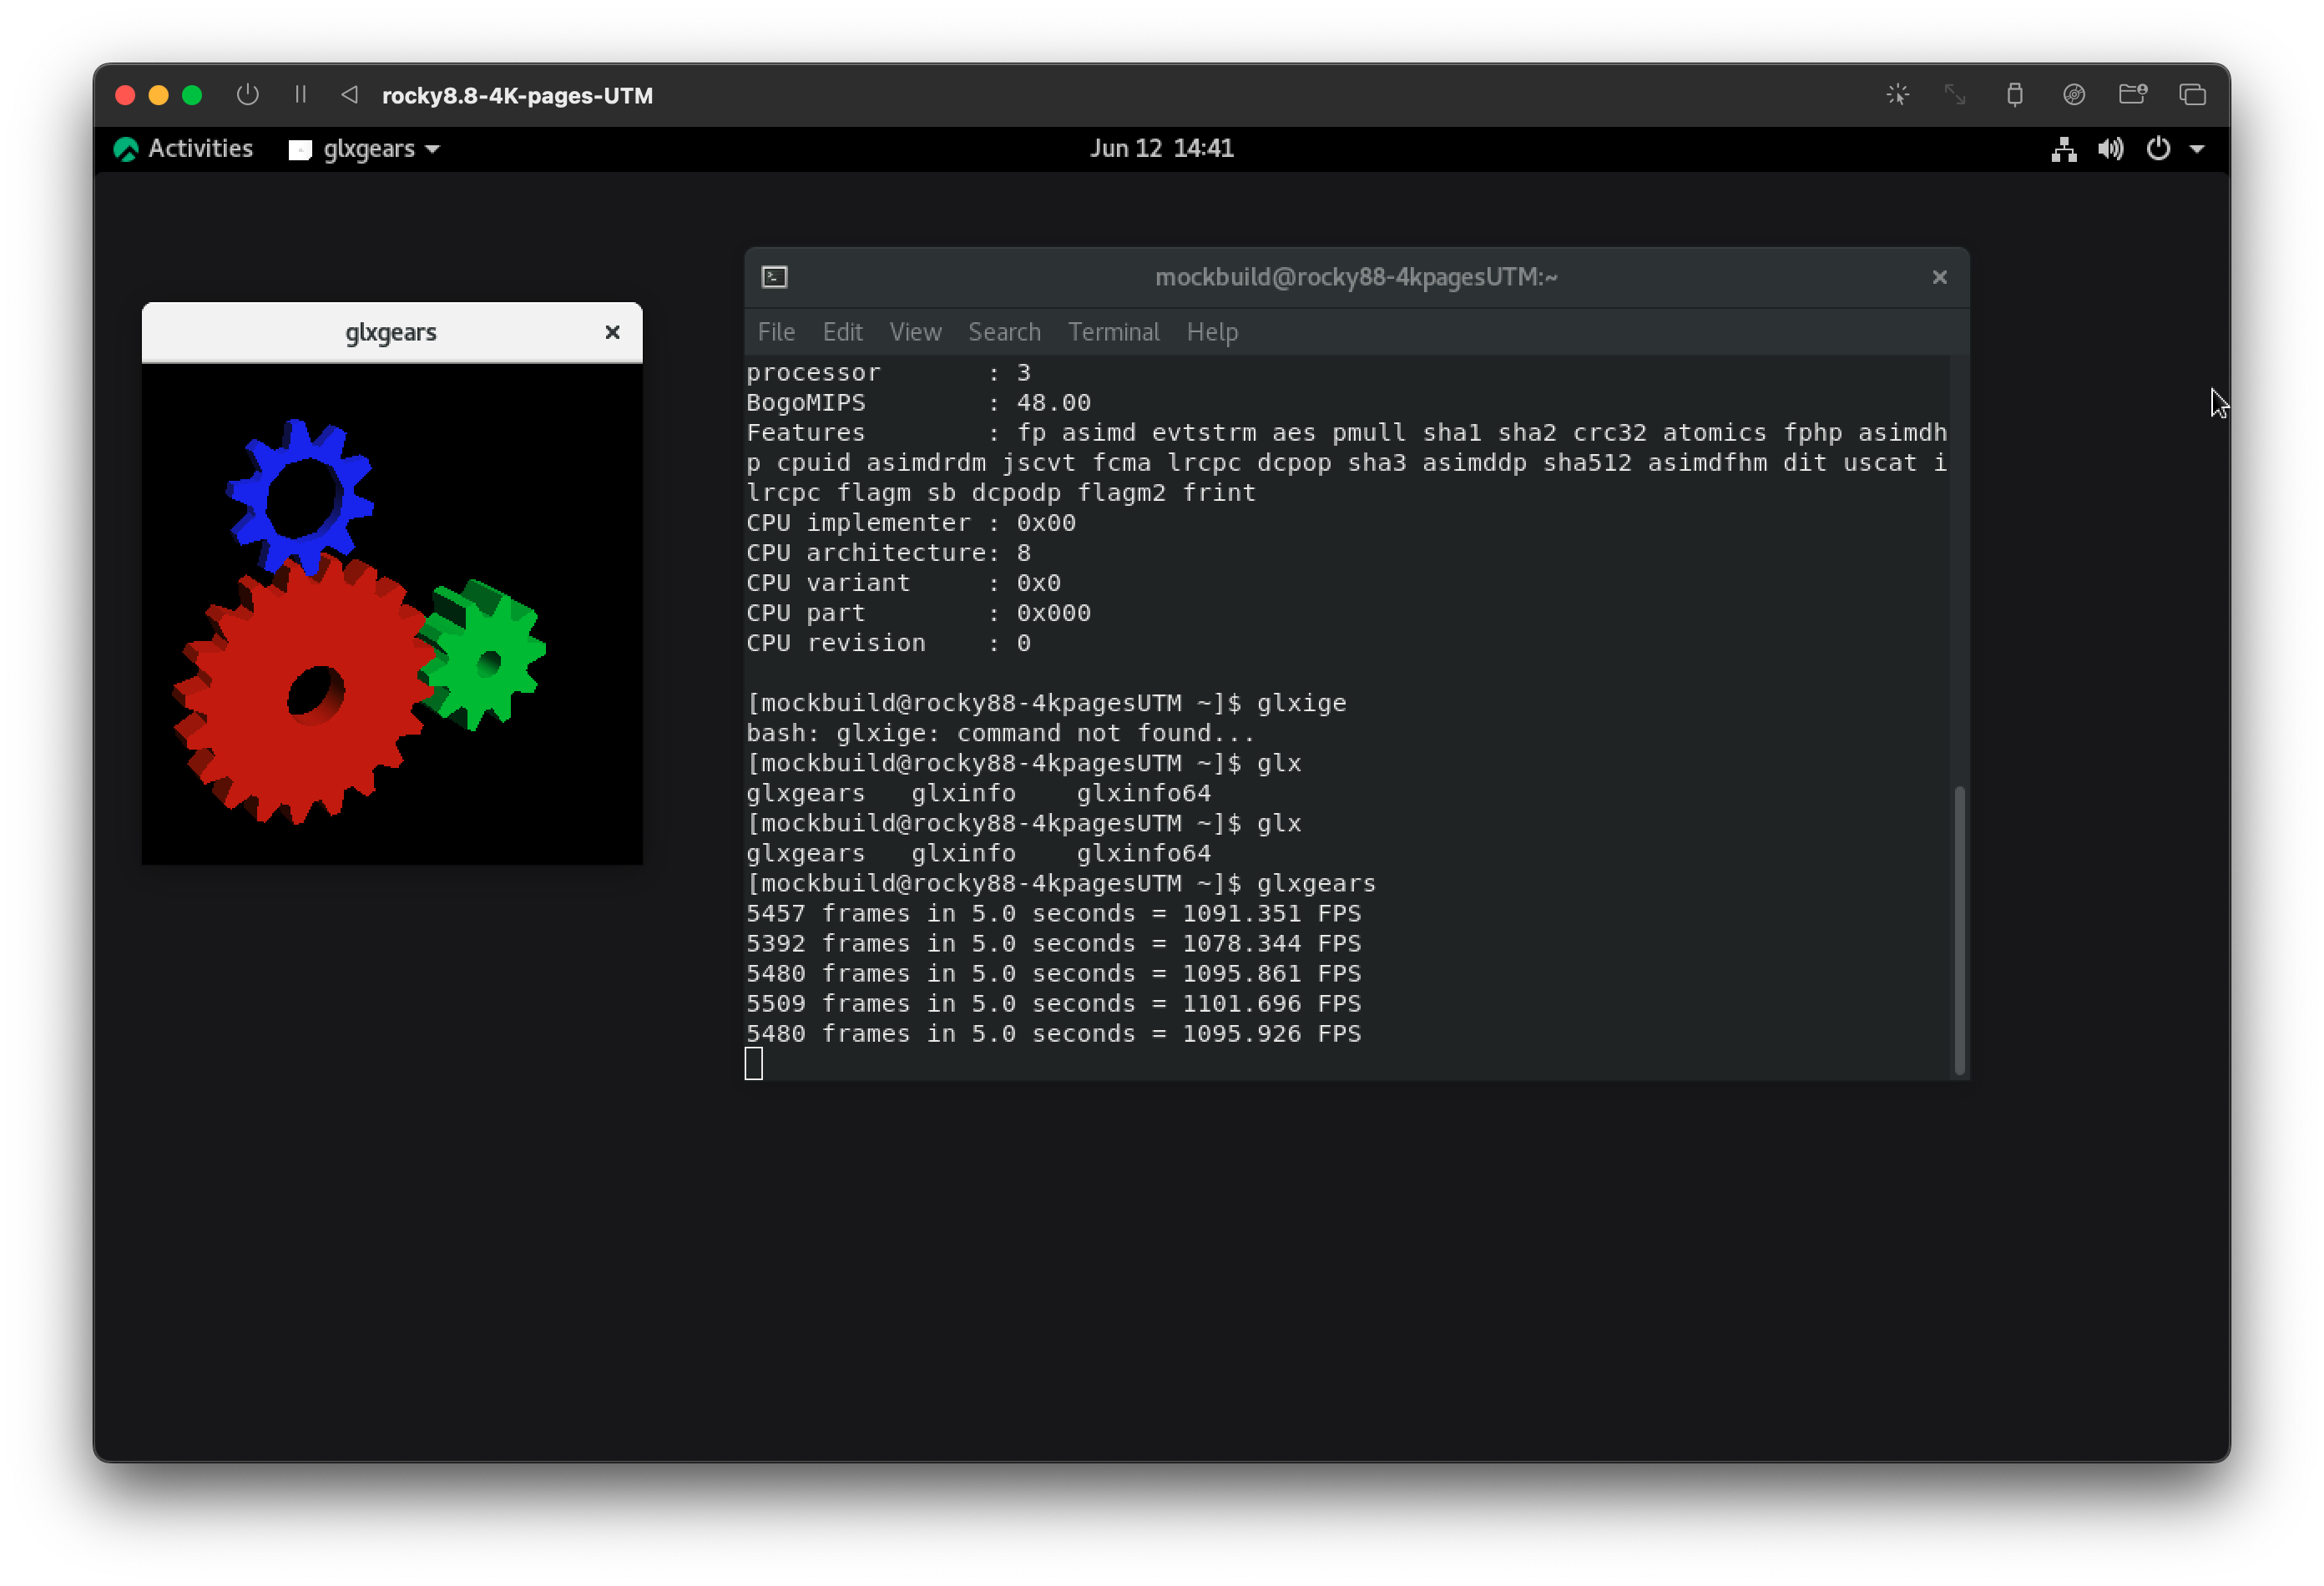 rocky8.8-4K-pages-UTM
Activities glxgears Jun 12 14:41
glxgears
mockbuild@rocky88-4kpagesUTM:~
File Edit View Search Terminal Help
processor       : 3
BogoMIPS        : 48.00
Features        : fp asimd evtstrm aes pmull sha1 sha2 crc32 atomics fphp asimdh
p cpuid asimdrdm jscvt fcma lrcpc dcpop sha3 asimddp sha512 asimdfhm dit uscat i
lrcpc flagm sb dcpodp flagm2 frint
CPU implementer : 0x00
CPU architecture: 8
CPU variant     : 0x0
CPU part        : 0x000
CPU revision    : 0
[mockbuild@rocky88-4kpagesUTM ~]$ glxige
bash: glxige: command not found...
[mockbuild@rocky88-4kpagesUTM ~]$ glx
glxgears   glxinfo    glxinfo64
[mockbuild@rocky88-4kpagesUTM ~]$ glx
glxgears   glxinfo    glxinfo64
[mockbuild@rocky88-4kpagesUTM ~]$ glxgears
5457 frames in 5.0 seconds = 1091.351 FPS
5392 frames in 5.0 seconds = 1078.344 FPS
5480 frames in 5.0 seconds = 1095.861 FPS
5509 frames in 5.0 seconds = 1101.696 FPS
5480 frames in 5.0 seconds = 1095.926 FPS